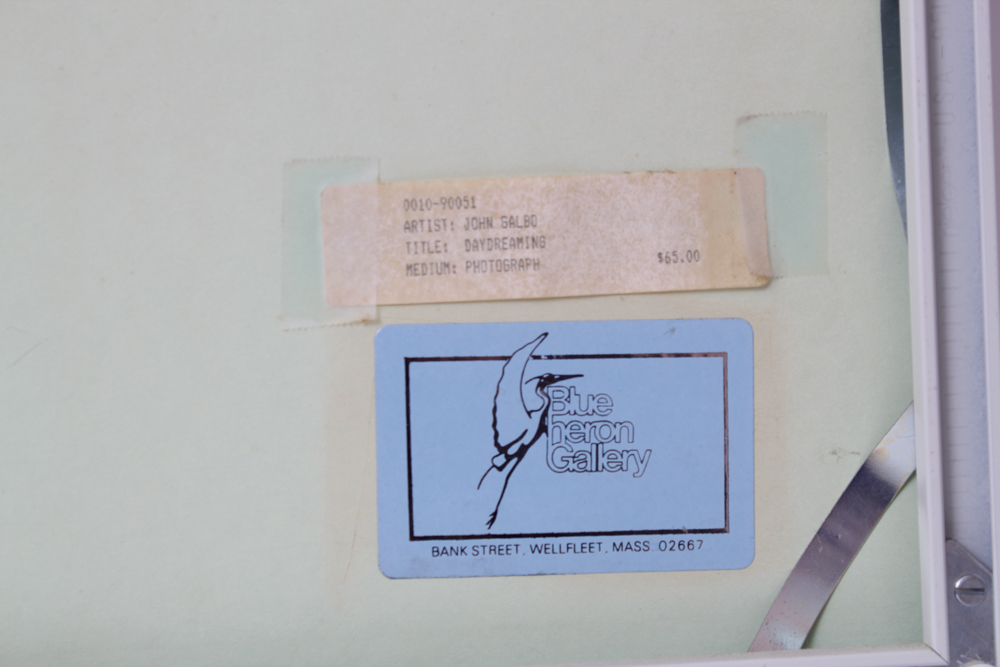 0010-90051
ARTIST: JOHN GALBO
TITLE: DAYDREAMING
MEDIUM: PHOTOGRAPH $65.00
Blue
heron
Gallery
BANK STREET, WELLFLEET, MASS. 02667